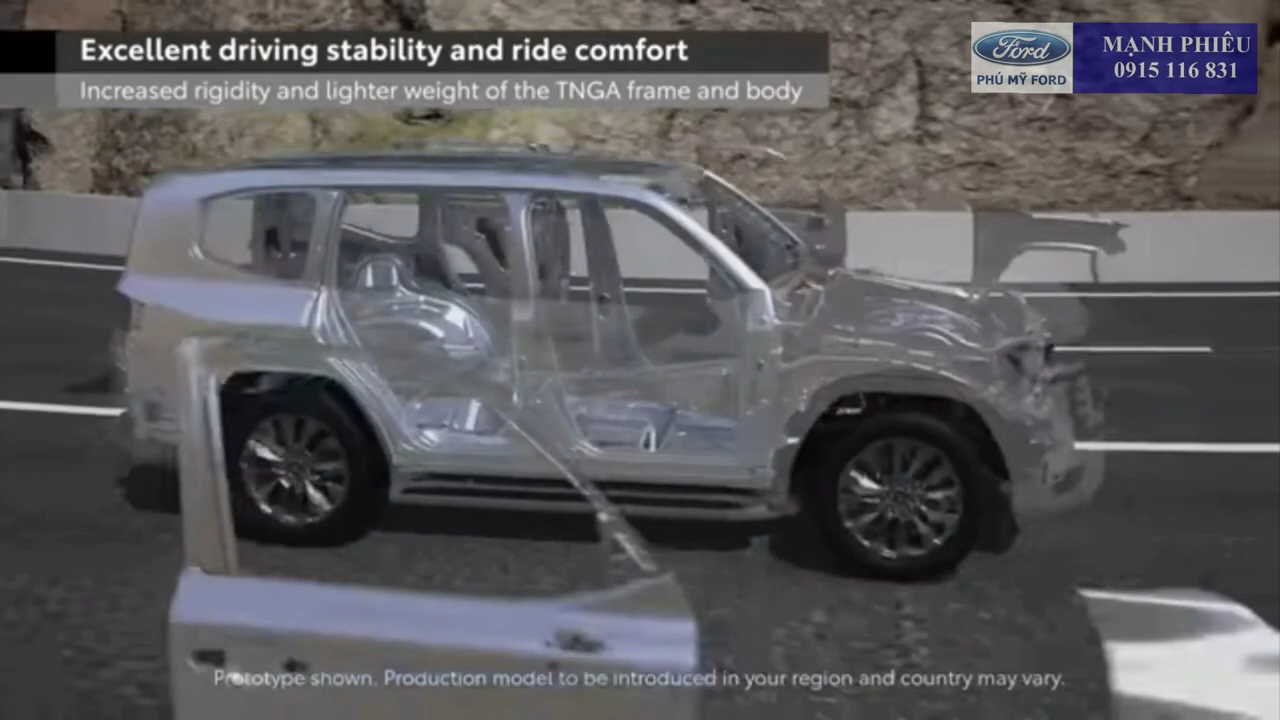 Excellent driving stability and ride comfort
Increased rigidity and lighter weight of the TNGA frame and body
Ford
PHÚ MỸ FORD
MẠNH PHIÊU
0915 116 831
Prototype shown. Production model to be introduced in your region and country may vary.